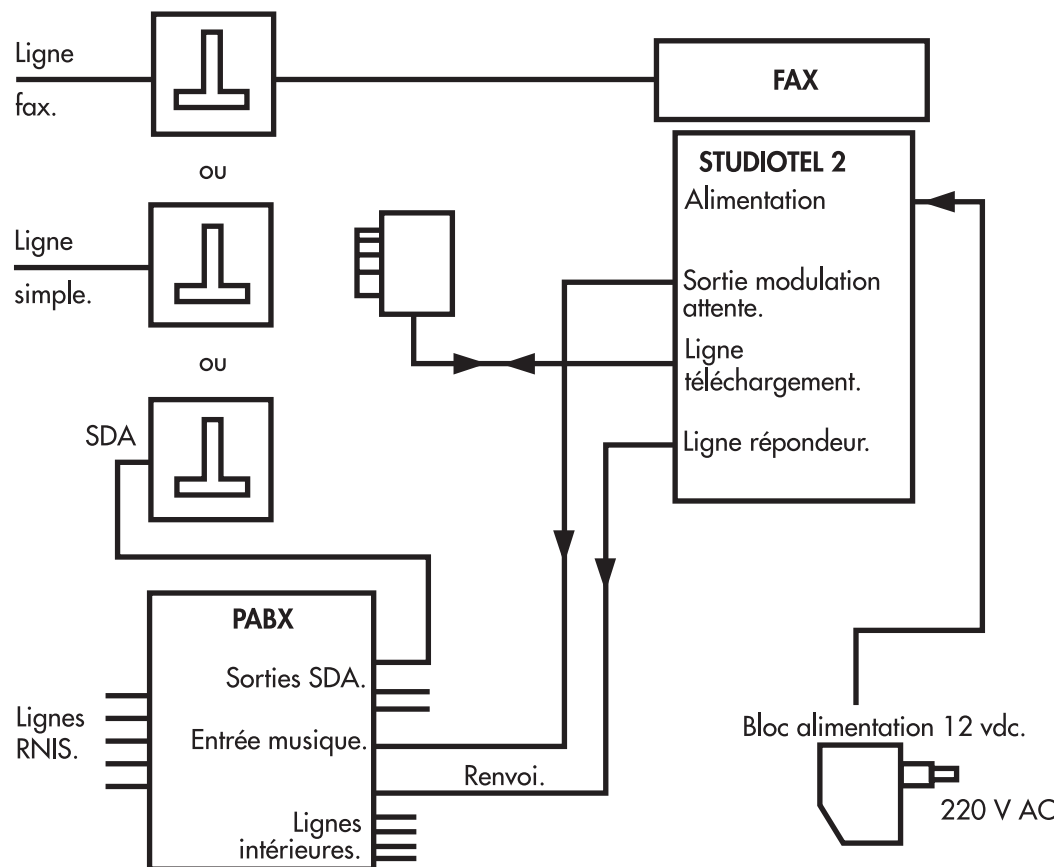 Ligne
fax.
FAX
ou
STUDIOTEL 2
Alimentation
Ligne
simple.
Sortie modulation
attente.
ou
Ligne
téléchargement.
SDA
Ligne répondeur.
PABX
Sorties SDA.
Lignes
RNIS.
Entrée musique.
Renvoi.
Lignes
intérieures.
Bloc alimentation 12 vdc.
220 V AC